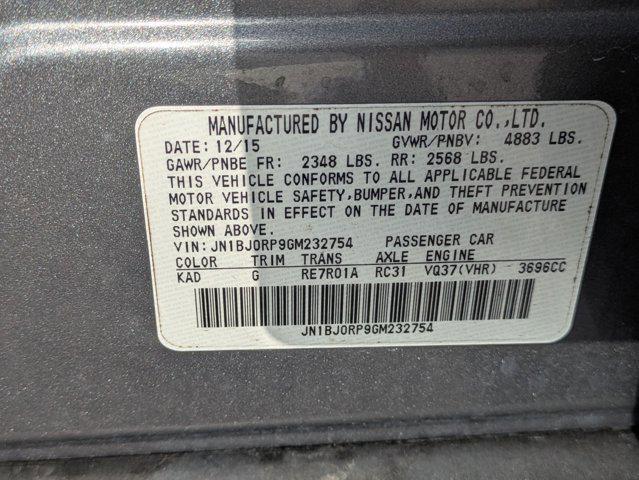 MANUFACTURED BY NISSAN MOTOR CO.,LTD.
DATE: 12/15 GVWR/PNBV: 4883 LBS.
GAWR/PNBE FR: 2348 LBS. RR: 2568 LBS.
THIS VEHICLE CONFORMS TO ALL APPLICABLE FEDERAL
MOTOR VEHICLE SAFETY,BUMPER,AND THEFT PREVENTION
STANDARDS IN EFFECT ON THE DATE OF MANUFACTURE
SHOWN ABOVE.
VIN: JN1BJ0RP9GM232754 PASSENGER CAR
COLOR TRIM TRANS AXLE ENGINE
KAD G RE7R01A RC31 VQ37(VHR) 3696CC
JN1BJ0RP9GM232754